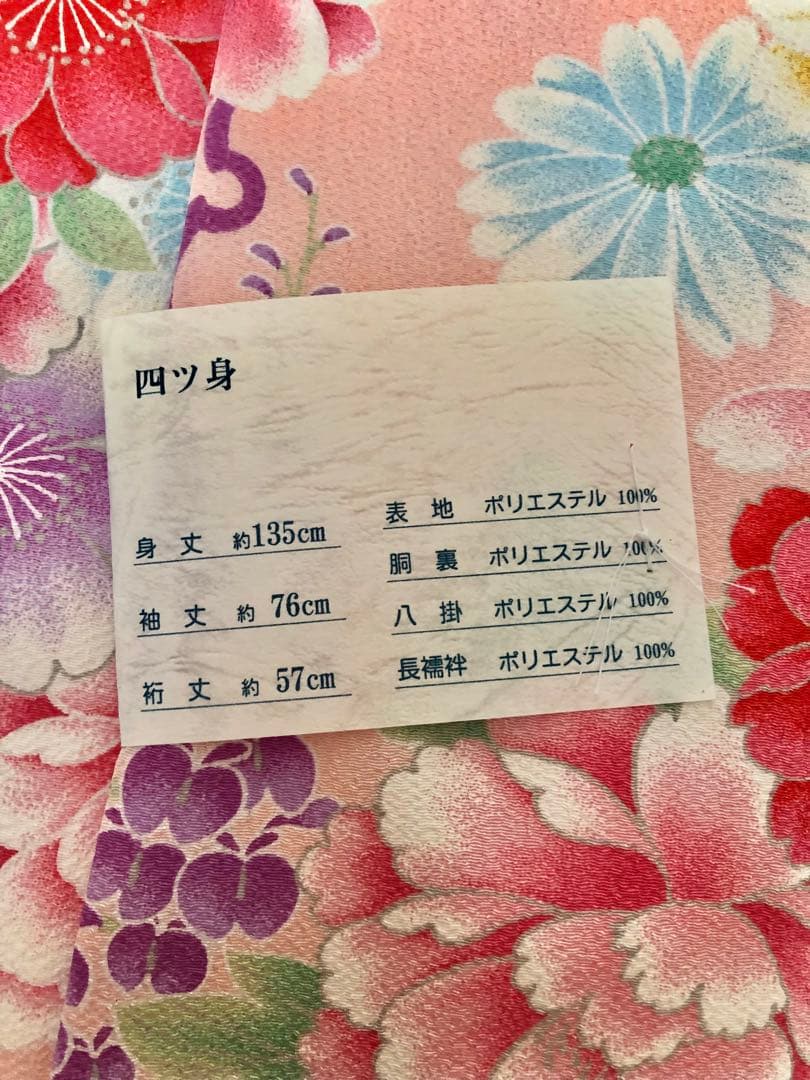 四ツ身
身丈 約135cm
袖丈 約76cm
裄丈 約57cm
表地 ポリエステル 100%
胴裏 ポリエステル 100%
八掛 ポリエステル 100%
長襦袢 ポリエステル 100%